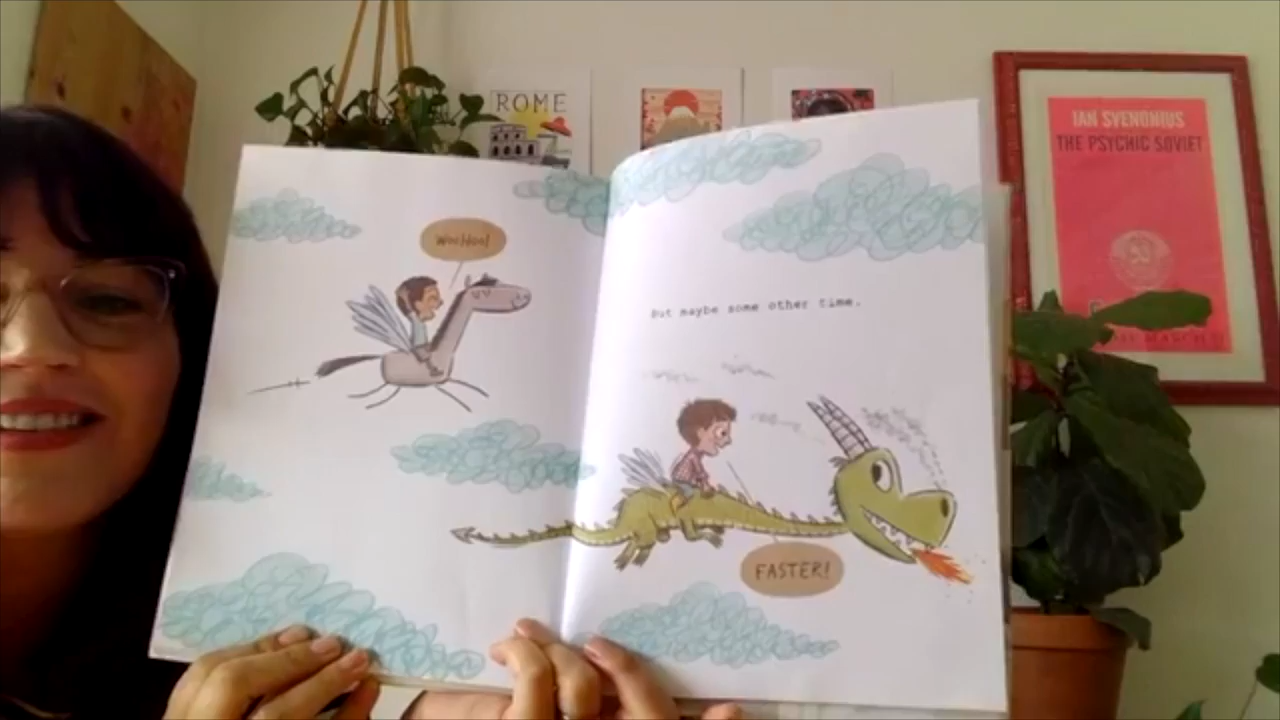 ROME
IAN SVENONIUS
THE PSYCHIC SOVIET
WooHoo!
But maybe some other time.
FASTER!